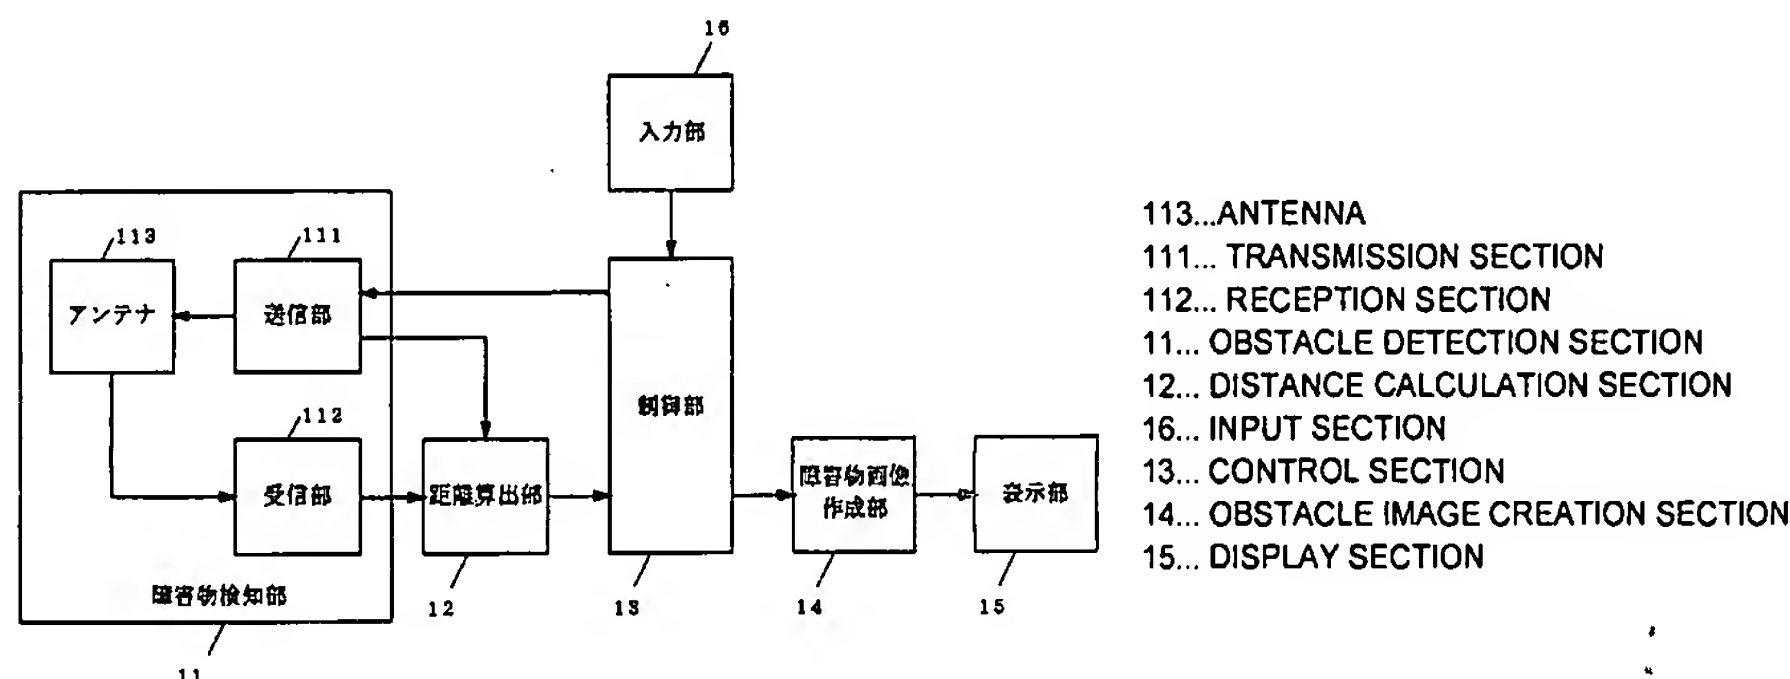 16
入力部
113
111
アンテナ
送信部
制御部
112
受信部
距離算出部
障害物画像
作成部
表示部
障害物検知部
12
13
14
15
11
113...ANTENNA
111... TRANSMISSION SECTION
112... RECEPTION SECTION
11... OBSTACLE DETECTION SECTION
12... DISTANCE CALCULATION SECTION
16... INPUT SECTION
13... CONTROL SECTION
14... OBSTACLE IMAGE CREATION SECTION
15... DISPLAY SECTION